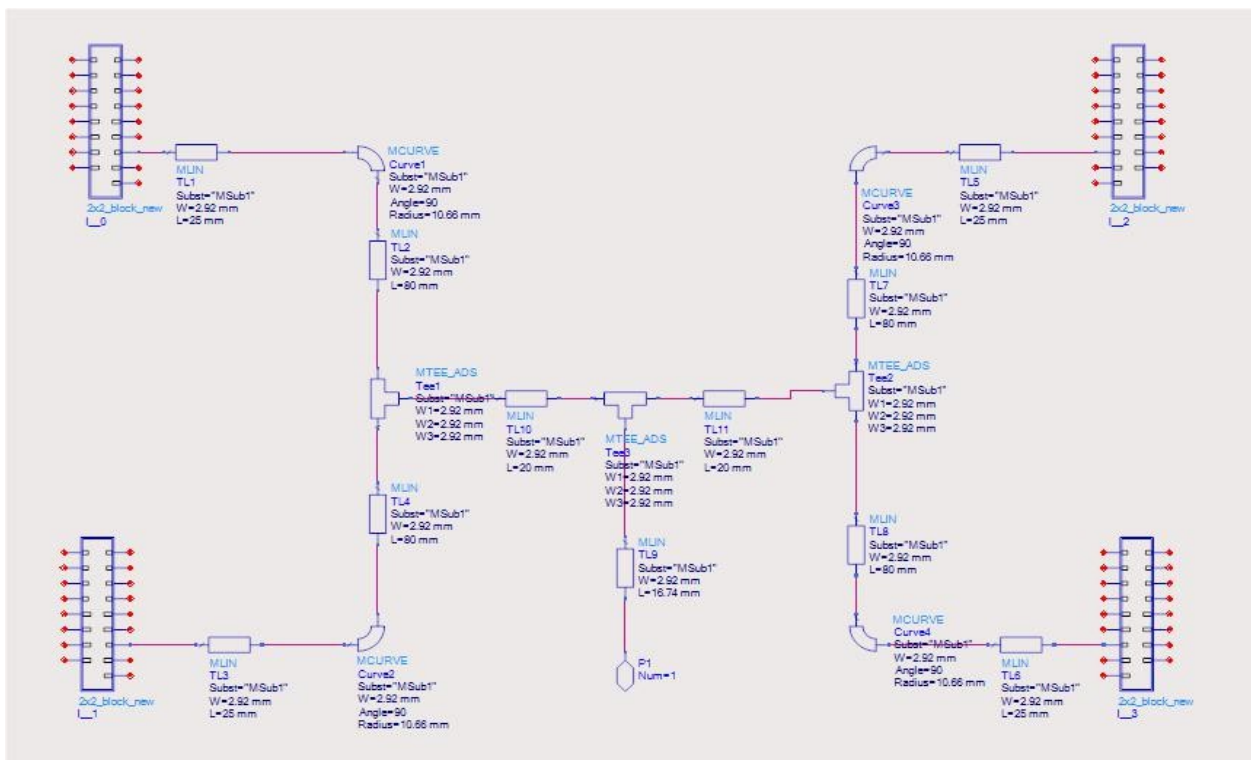 2x2_block_new
I__0
MLIN
TL1
Subst="MSub1"
W=2.92 mm
L=25 mm
MCURVE
Curve1
Subst="MSub1"
W=2.92 mm
Angle=90
Radius=10.66 mm
MLIN
TL2
Subst="MSub1"
W=2.92 mm
L=80 mm
MCURVE
Curve3
Subst="MSub1"
W=2.92 mm
Angle=90
Radius=10.66 mm
MLIN
TL5
Subst="MSub1"
W=2.92 mm
L=25 mm
2x2_block_new
I__2
MLIN
TL7
Subst="MSub1"
W=2.92 mm
L=80 mm
MTEE_ADS
Tee1
Subst="MSub1"
W1=2.92 mm
W2=2.92 mm
W3=2.92 mm
MLIN
TL10
Subst="MSub1"
W=2.92 mm
L=20 mm
MTEE_ADS
Tee3
Subst="MSub1"
W1=2.92 mm
W2=2.92 mm
W3=2.92 mm
MLIN
TL11
Subst="MSub1"
W=2.92 mm
L=20 mm
MTEE_ADS
Tee2
Subst="MSub1"
W1=2.92 mm
W2=2.92 mm
W3=2.92 mm
MLIN
TL4
Subst="MSub1"
W=2.92 mm
L=80 mm
MLIN
TL9
Subst="MSub1"
W=2.92 mm
L=16.74 mm
MLIN
TL8
Subst="MSub1"
W=2.92 mm
L=80 mm
2x2_block_new
I__1
MLIN
TL3
Subst="MSub1"
W=2.92 mm
L=25 mm
MCURVE
Curve2
Subst="MSub1"
W=2.92 mm
Angle=90
Radius=10.66 mm
P1
Num=1
MCURVE
Curve4
Subst="MSub1"
W=2.92 mm
Angle=90
Radius=10.66 mm
MLIN
TL6
Subst="MSub1"
W=2.92 mm
L=25 mm
2x2_block_new
I__3